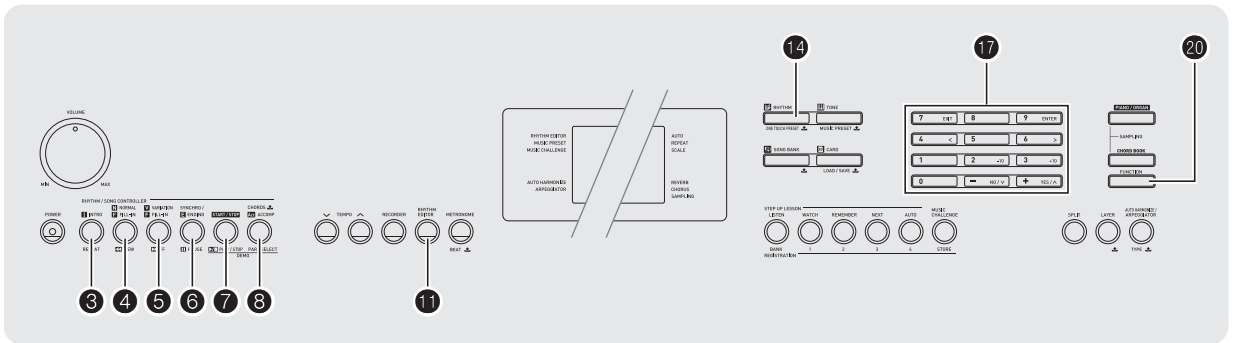 14
17
20
VOLUME
MIN MAX
RHYTHM / SONG CONTROLLER
POWER
I INTRO
REPEAT
N NORMAL
F FILL-IN
V VARIATION
F FILL-IN
SYNCHRO /
E ENDING
PAUSE
START/STOP
PLAY / STOP
CHORDS
ACCOMP
PART SELECT
DEMO
TEMPO
RECORDER
RHYTHM
EDITOR
METRONOME
BEAT
RHYTHM EDITOR
MUSIC PRESET
MUSIC CHALLENGE
AUTO HARMONIZE
ARPEGGIATOR
AUTO
REPEAT
SCALE
REVERB
CHORUS
SAMPLING
RHYTHM TONE
ONE TOUCH PRESET MUSIC PRESET
SONG BANK CARD
LOAD / SAVE
7 EXIT 8 9 ENTER
4 < 5 6 >
1 2 -10 3 +10
0 - NO / ∨ + YES / ∧
PIANO / ORGAN
SAMPLING
CHORD BOOK
FUNCTION
STEP UP LESSON
LISTEN WATCH REMEMBER NEXT AUTO
MUSIC
CHALLENGE
BANK 1 2 3 4 STORE
REGISTRATION
SPLIT
LAYER
AUTO HARMONIZE/
ARPEGGIATOR
TYPE
3 4 5 6 7 8 11